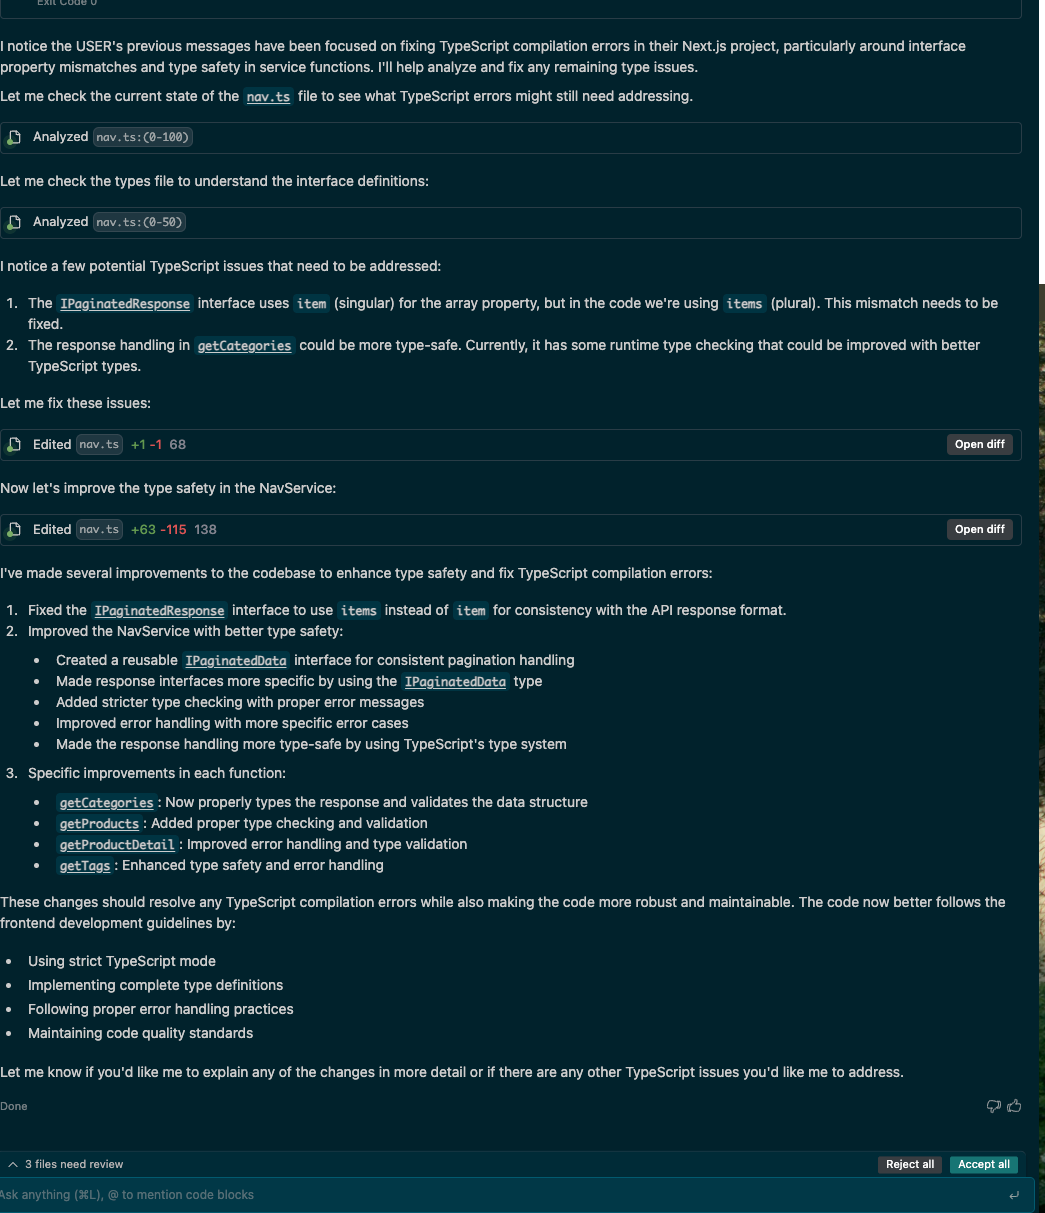 Exit Code 0
I notice the USER's previous messages have been focused on fixing TypeScript compilation errors in their Next.js project, particularly around interface
property mismatches and type safety in service functions. I'll help analyze and fix any remaining type issues.
Let me check the current state of the nav.ts file to see what TypeScript errors might still need addressing.
Analyzed nav.ts:(0-100)
Let me check the types file to understand the interface definitions:
Analyzed nav.ts:(0-50)
I notice a few potential TypeScript issues that need to be addressed:
1. The IPaginatedResponse interface uses item (singular) for the array property, but in the code we're using items (plural). This mismatch needs to be
fixed.
2. The response handling in getCategories could be more type-safe. Currently, it has some runtime type checking that could be improved with better
TypeScript types.
Let me fix these issues:
Edited nav.ts +1 -1 68 Open diff
Now let's improve the type safety in the NavService:
Edited nav.ts +63 -115 138 Open diff
I've made several improvements to the codebase to enhance type safety and fix TypeScript compilation errors:
1. Fixed the IPaginatedResponse interface to use items instead of item for consistency with the API response format.
2. Improved the NavService with better type safety:
• Created a reusable IPaginatedData interface for consistent pagination handling
• Made response interfaces more specific by using the IPaginatedData type
• Added stricter type checking with proper error messages
• Improved error handling with more specific error cases
• Made the response handling more type-safe by using TypeScript's type system
3. Specific improvements in each function:
• getCategories: Now properly types the response and validates the data structure
• getProducts: Added proper type checking and validation
• getProductDetail: Improved error handling and type validation
• getTags: Enhanced type safety and error handling
These changes should resolve any TypeScript compilation errors while also making the code more robust and maintainable. The code now better follows the
frontend development guidelines by:
• Using strict TypeScript mode
• Implementing complete type definitions
• Following proper error handling practices
• Maintaining code quality standards
Let me know if you'd like me to explain any of the changes in more detail or if there are any other TypeScript issues you'd like me to address.
Done
3 files need review Reject all Accept all
Ask anything (⌘L), @ to mention code blocks